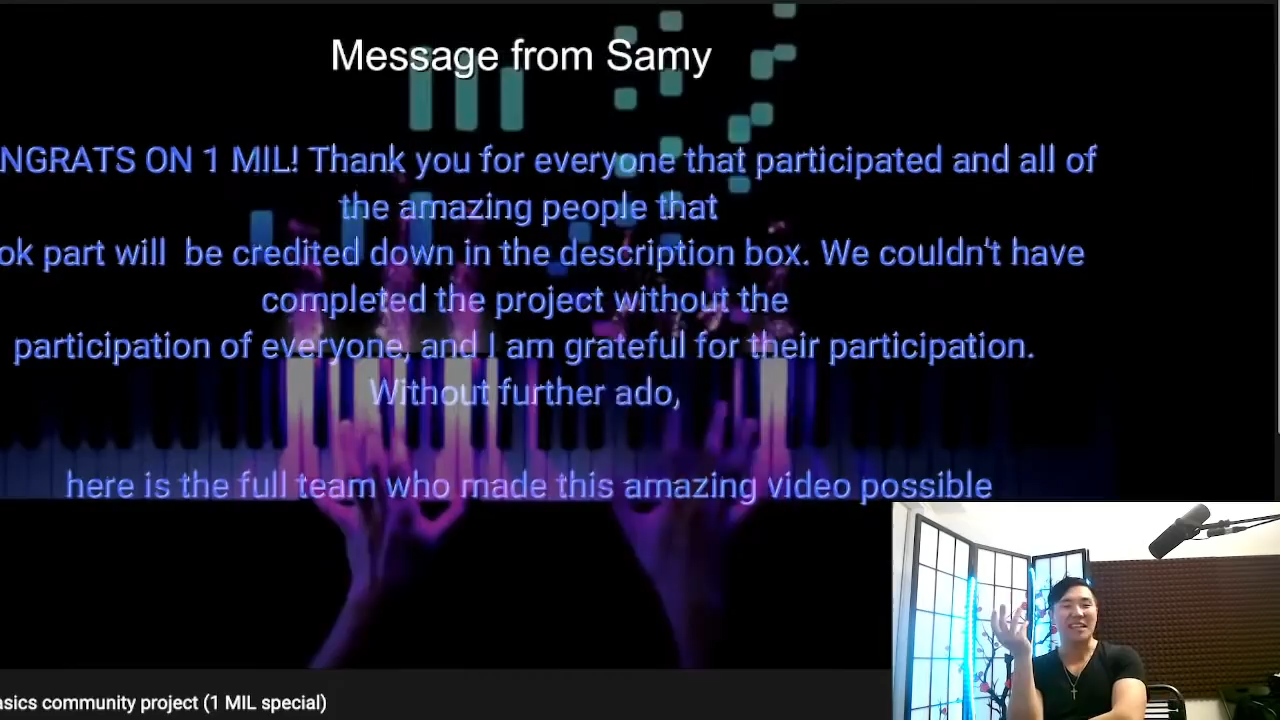 Message from Samy
NGRATS ON 1 MIL! Thank you for everyone that participated and all of
the amazing people that
ok part will be credited down in the description box. We couldn't have
completed the project without the
participation of everyone, and I am grateful for their participation.
Without further ado,
here is the full team who made this amazing video possible
asics community project (1 MIL special)